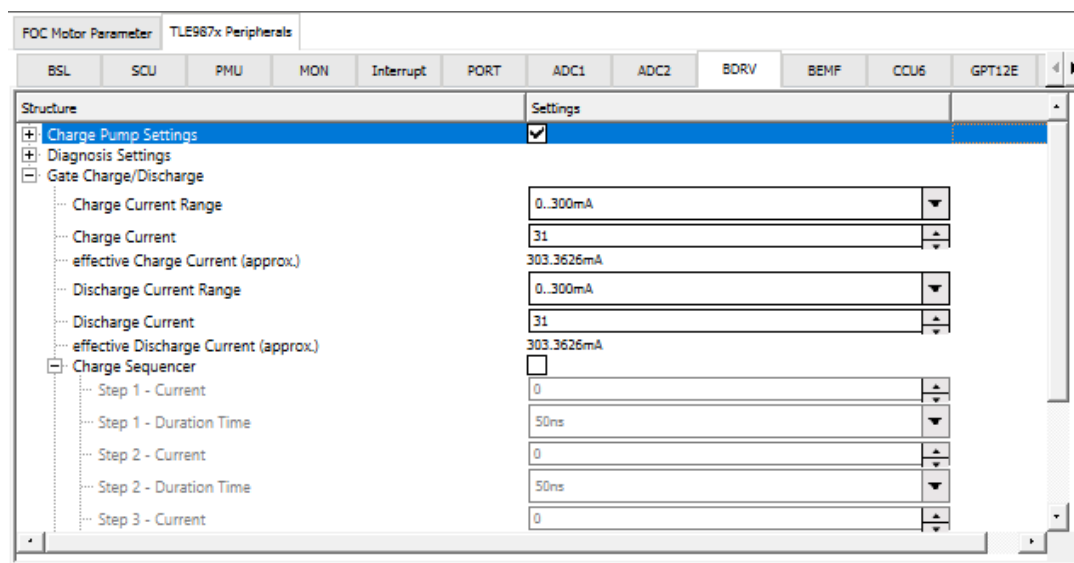 FOC Motor Parameter TLE987x Peripherals
BSL SCU PMU MON Interrupt PORT ADC1 ADC2 BDRV BEMF CCU6 GPT12E
Structure Settings
Charge Pump Settings
Diagnosis Settings
Gate Charge/Discharge
Charge Current Range 0..300mA
Charge Current 31
effective Charge Current (approx.) 303.3626mA
Discharge Current Range 0..300mA
Discharge Current 31
effective Discharge Current (approx.) 303.3626mA
Charge Sequencer
Step 1 - Current 0
Step 1 - Duration Time 50ns
Step 2 - Current 0
Step 2 - Duration Time 50ns
Step 3 - Current 0